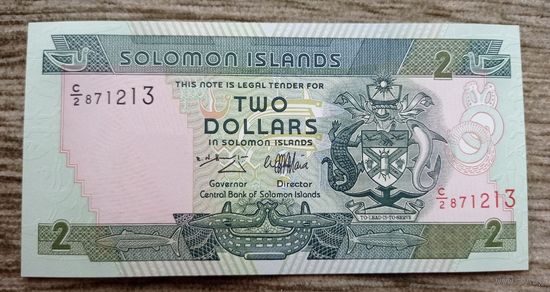 SOLOMON ISLANDS
2
C/2 871213
THIS NOTE IS LEGAL TENDER FOR
TWO
DOLLARS
IN SOLOMON ISLANDS
Governor Director
Central Bank of Solomon Islands
TO·LEAD·IS·TO·SERVE
C/2 871213
2
2